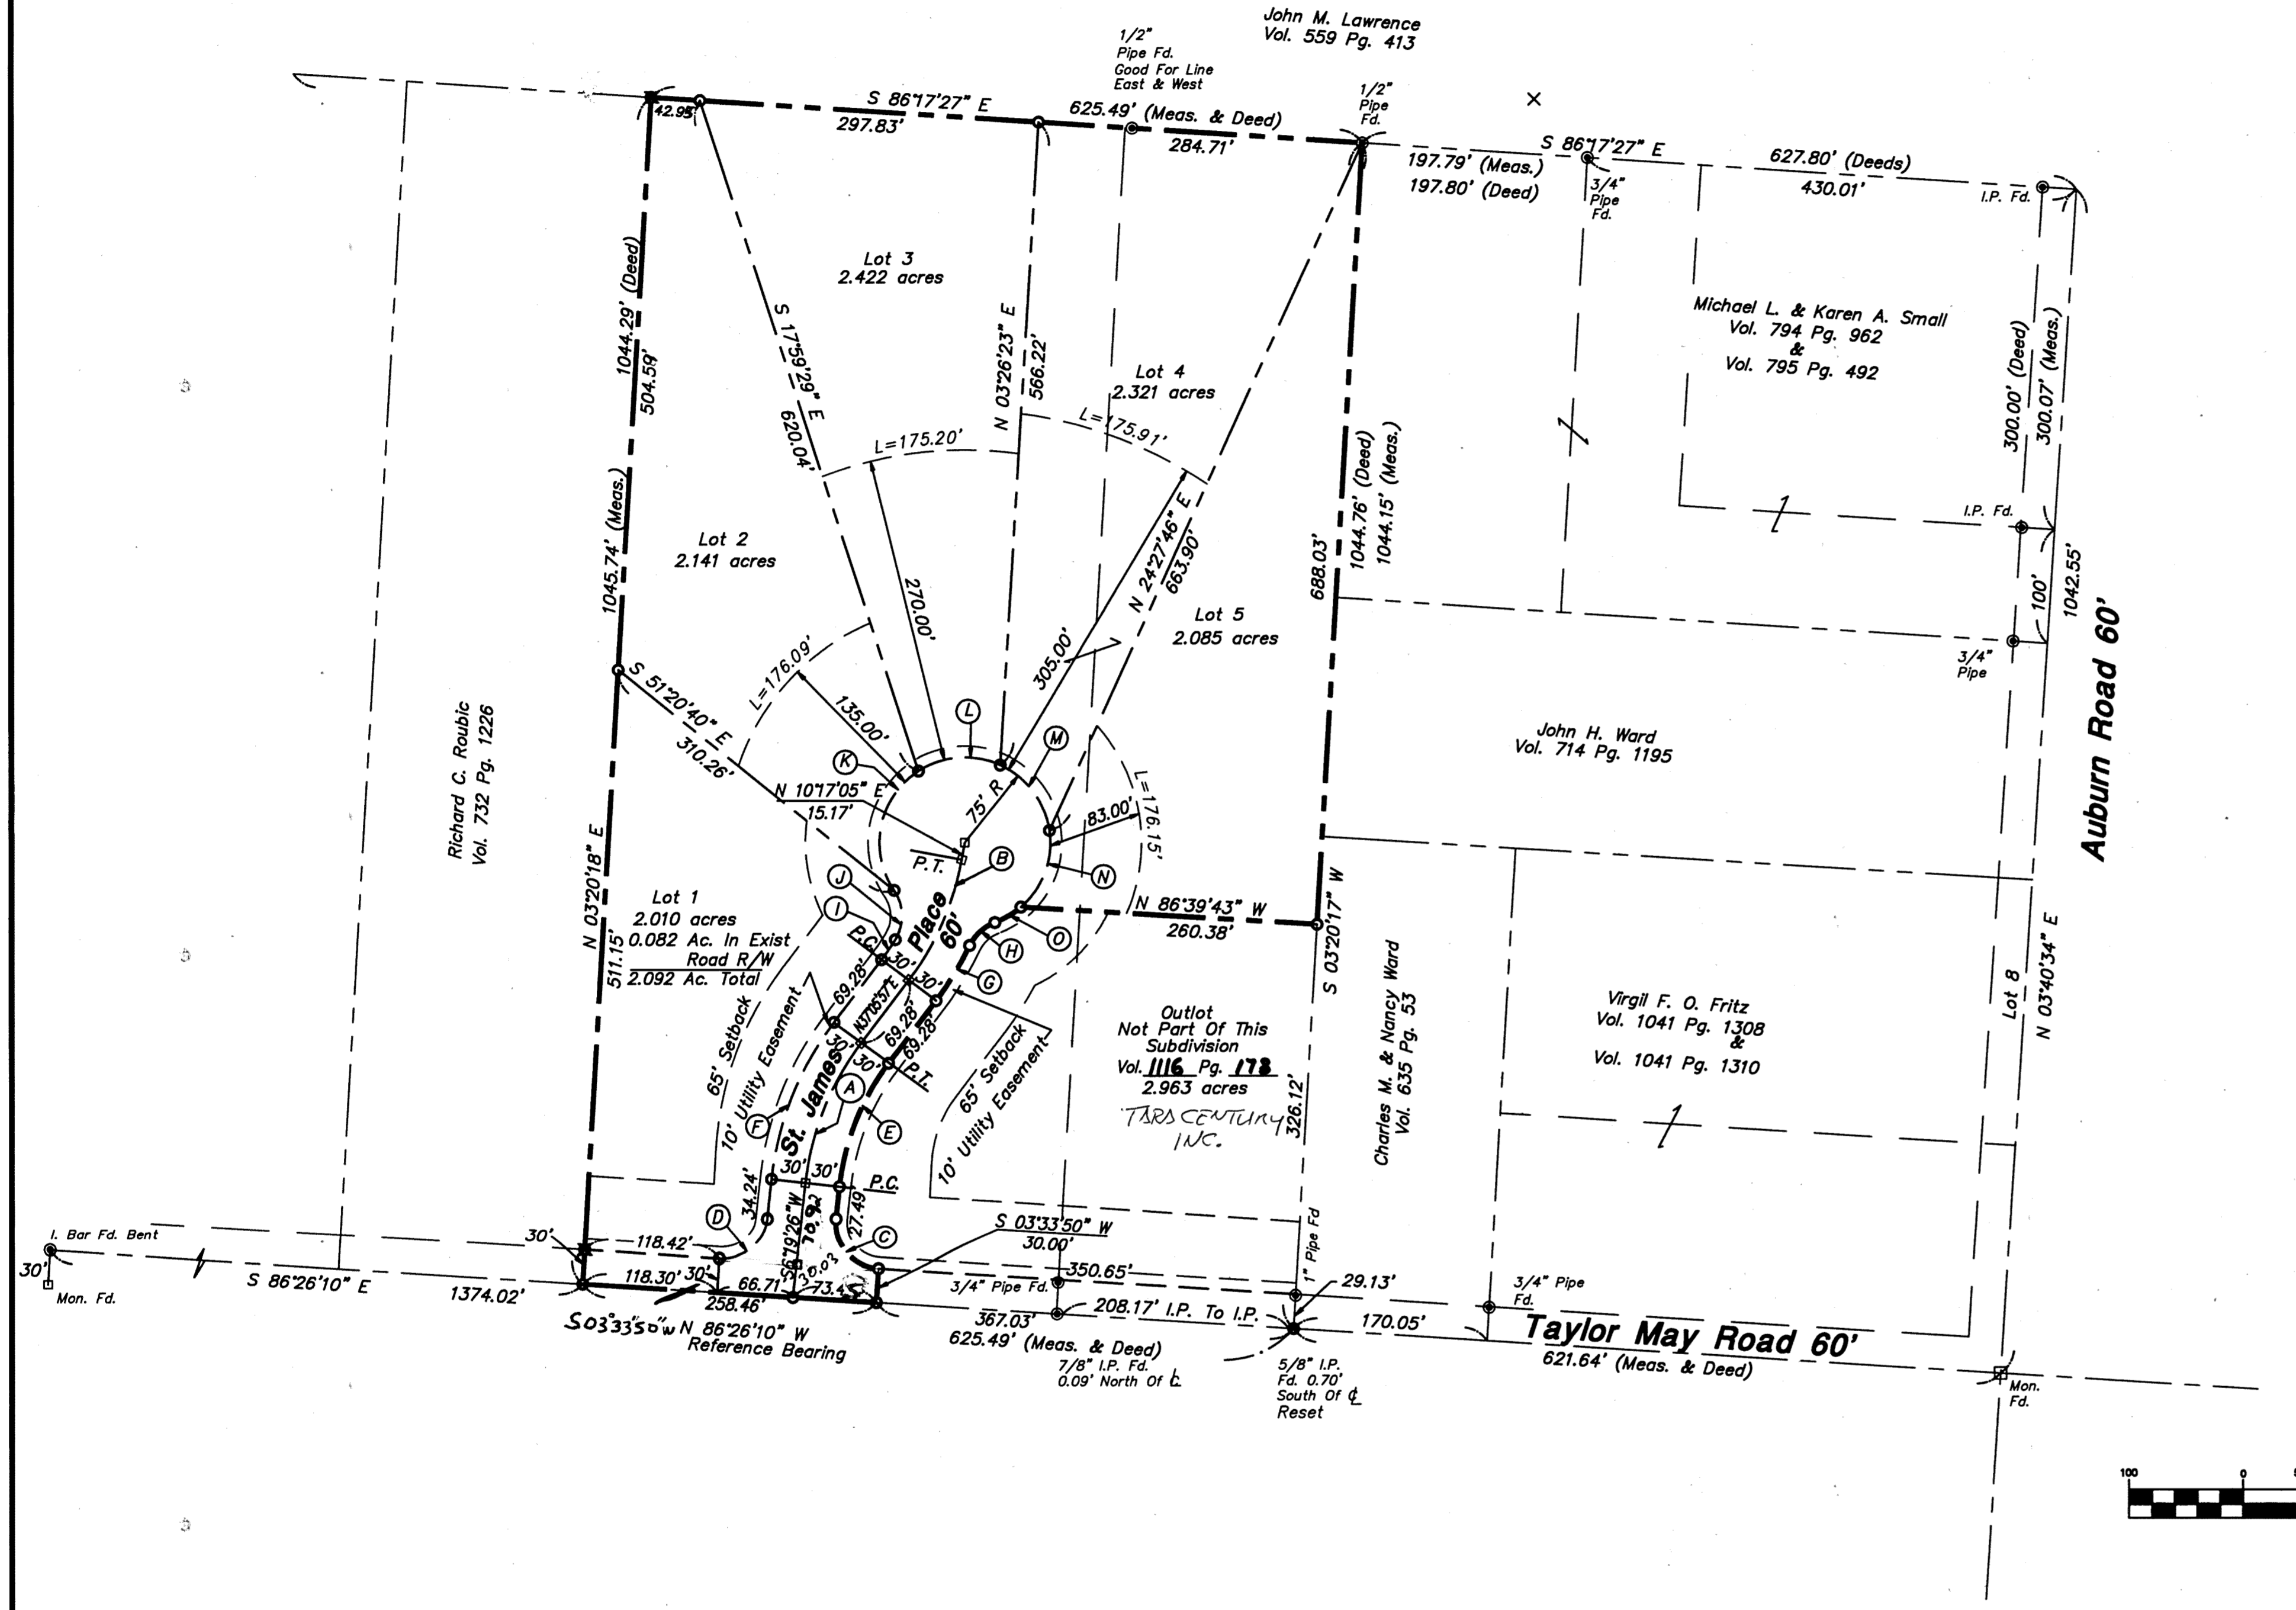 John M. Lawrence
Vol. 559 Pg. 413
1/2"
Pipe Fd.
Good For Line
East & West
1/2"
Pipe
Fd.
42.95'
S 86°17'27" E
297.83'
625.49' (Meas. & Deed)
284.71'
S 86°17'27" E
197.79' (Meas.)
197.80' (Deed)
627.80' (Deeds)
430.01'
3/4"
Pipe
Fd.
I.P. Fd.
Lot 3
2.422 acres
1044.29' (Deed)
504.59'
S 17°59'29" E
620.04'
N 03°26'23" E
566.22'
Lot 4
2.321 acres
L=175.20'
L=175.91'
Michael L. & Karen A. Small
Vol. 794 Pg. 962
&
Vol. 795 Pg. 492
300.00' (Deed)
300.07' (Meas.)
1044.76' (Deed)
1044.15' (Meas.)
688.03'
1045.74' (Meas.)
Lot 2
2.141 acres
270.00'
N 24°27'46" E
663.90'
305.00'
Lot 5
2.085 acres
I.P. Fd.
100'
1042.55'
3/4"
Pipe
Auburn Road 60'
S 51°20'40" E
310.26'
L=176.09'
135.00'
K
L
M
75' R
83.00'
L=176.15'
N 10°17'05" E
15.17'
P.T.
B
N
John H. Ward
Vol. 714 Pg. 1195
Richard C. Roubic
Vol. 732 Pg. 1226
N 03°20'18" E
511.15'
Lot 1
2.010 acres
0.082 Ac. In Exist
Road R/W
2.092 Ac. Total
J
I
P.C.
St. James Place
60'
O
H
G
N 86°39'43" W
260.38'
S 03°20'17" W
30'
30'
69.28'
N37°05'57"E
69.28'
69.28'
30'
30'
P.T.
65' Setback
10' Utility Easement
65' Setback
10' Utility Easement
A
F
E
Outlot
Not Part Of This
Subdivision
Vol. 1116 Pg. 178
2.963 acres
TARA CENTURY
INC.
326.12'
Charles M. & Nancy Ward
Vol. 635 Pg. 53
Virgil F. O. Fritz
Vol. 1041 Pg. 1308
&
Vol. 1041 Pg. 1310
Lot 8
N 03°40'34" E
30'
30'
P.C.
34.24'
S6°19'26"W
70.92
27.49'
D
C
S 03°33'50" W
30.00'
1" Pipe Fd
I. Bar Fd. Bent
30'
Mon. Fd.
S 86°26'10" E
1374.02'
30'
118.42'
118.30'
30'
66.71'
30.03
73.45
258.46'
S03°33'50"W
N 86°26'10" W
Reference Bearing
3/4" Pipe Fd.
350.65'
29.13'
208.17' I.P. To I.P.
367.03'
625.49' (Meas. & Deed)
7/8" I.P. Fd.
0.09' North Of ℄
5/8" I.P.
Fd. 0.70'
South Of ℄
Reset
170.05'
3/4" Pipe
Fd.
Taylor May Road 60'
621.64' (Meas. & Deed)
Mon.
Fd.
100
0